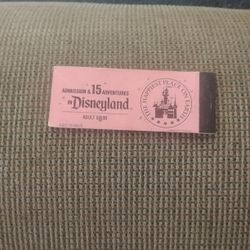 ADMISSION & 15 ADVENTURES
IN Disneyland
ADULT
THE HAPPIEST PLACE ON EARTH